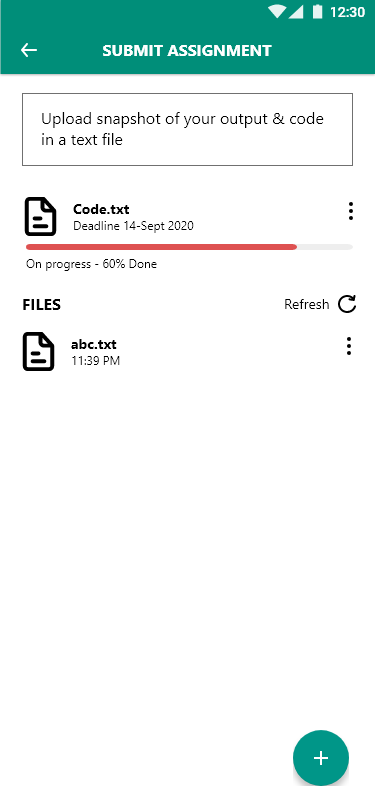 12:30
SUBMIT ASSIGNMENT
Upload snapshot of your output & code
in a text file
Code.txt
Deadline 14-Sept 2020
On progress - 60% Done
FILES Refresh
abc.txt
11:39 PM